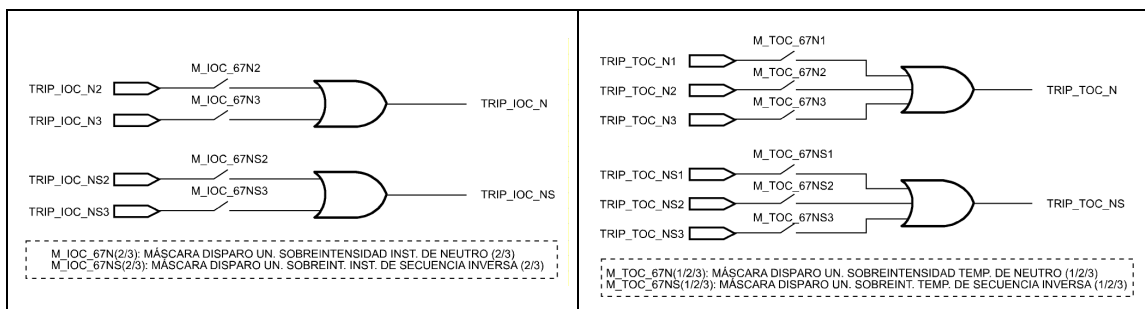 M_IOC_67N2
TRIP_IOC_N2
M_IOC_67N3
TRIP_IOC_N
TRIP_IOC_N3
M_IOC_67NS2
TRIP_IOC_NS2
M_IOC_67NS3
TRIP_IOC_NS
TRIP_IOC_NS3
M_IOC_67N(2/3): MÁSCARA DISPARO UN. SOBREINTENSIDAD INST. DE NEUTRO (2/3)
M_IOC_67NS(2/3): MÁSCARA DISPARO UN. SOBREINT. INST. DE SECUENCIA INVERSA (2/3)
M_TOC_67N1
TRIP_TOC_N1
M_TOC_67N2
TRIP_TOC_N2
TRIP_TOC_N
M_TOC_67N3
TRIP_TOC_N3
M_TOC_67NS1
TRIP_TOC_NS1
M_TOC_67NS2
TRIP_TOC_NS2
TRIP_TOC_NS
M_TOC_67NS3
TRIP_TOC_NS3
M_TOC_67N(1/2/3): MÁSCARA DISPARO UN. SOBREINTENSIDAD TEMP. DE NEUTRO (1/2/3)
M_TOC_67NS(1/2/3): MÁSCARA DISPARO UN. SOBREINT. TEMP. DE SECUENCIA INVERSA (1/2/3)